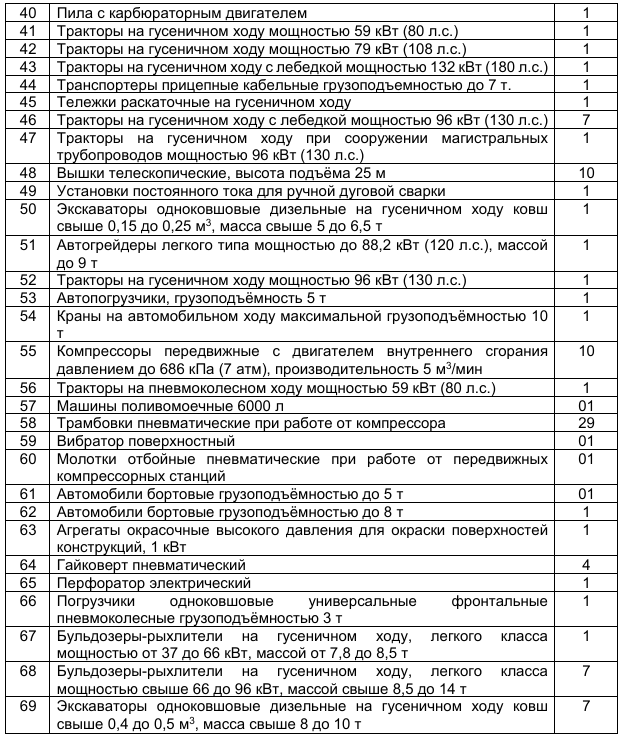 40 Пила с карбюраторным двигателем 1
41 Тракторы на гусеничном ходу мощностью 59 кВт (80 л.с.) 1
42 Тракторы на гусеничном ходу мощностью 79 кВт (108 л.с.) 1
43 Тракторы на гусеничном ходу с лебедкой мощностью 132 кВт (180 л.с.) 1
44 Транспортеры прицепные кабельные грузоподъемностью до 7 т. 1
45 Тележки раскаточные на гусеничном ходу 1
46 Тракторы на гусеничном ходу с лебедкой мощностью 96 кВт (130 л.с.) 7
47 Тракторы на гусеничном ходу при сооружении магистральных 1
трубопроводов мощностью 96 кВт (130 л.с.)
48 Вышки телескопические, высота подъёма 25 м 10
49 Установки постоянного тока для ручной дуговой сварки 1
50 Экскаваторы одноковшовые дизельные на гусеничном ходу ковш 1
свыше 0,15 до 0,25 м³, масса свыше 5 до 6,5 т
51 Автогрейдеры легкого типа мощностью до 88,2 кВт (120 л.с.), массой 1
до 9 т
52 Тракторы на гусеничном ходу мощностью 96 кВт (130 л.с.) 1
53 Автопогрузчики, грузоподъёмность 5 т 1
54 Краны на автомобильном ходу максимальной грузоподъёмностью 10 1
т
55 Компрессоры передвижные с двигателем внутреннего сгорания 10
давлением до 686 кПа (7 атм), производительность 5 м³/мин
56 Тракторы на пневмоколесном ходу мощностью 59 кВт (80 л.с.) 1
57 Машины поливомоечные 6000 л 01
58 Трамбовки пневматические при работе от компрессора 29
59 Вибратор поверхностный 01
60 Молотки отбойные пневматические при работе от передвижных 01
компрессорных станций
61 Автомобили бортовые грузоподъёмностью до 5 т 01
62 Автомобили бортовые грузоподъёмностью до 8 т 1
63 Агрегаты окрасочные высокого давления для окраски поверхностей 1
конструкций, 1 кВт
64 Гайковерт пневматический 4
65 Перфоратор электрический 1
66 Погрузчики одноковшовые универсальные фронтальные 1
пневмоколесные грузоподъёмностью 3 т
67 Бульдозеры-рыхлители на гусеничном ходу, легкого класса 1
мощностью от 37 до 66 кВт, массой от 7,8 до 8,5 т
68 Бульдозеры-рыхлители на гусеничном ходу, легкого класса 7
мощностью свыше 66 до 96 кВт, массой свыше 8,5 до 14 т
69 Экскаваторы одноковшовые дизельные на гусеничном ходу ковш 7
свыше 0,4 до 0,5 м³, масса свыше 8 до 10 т